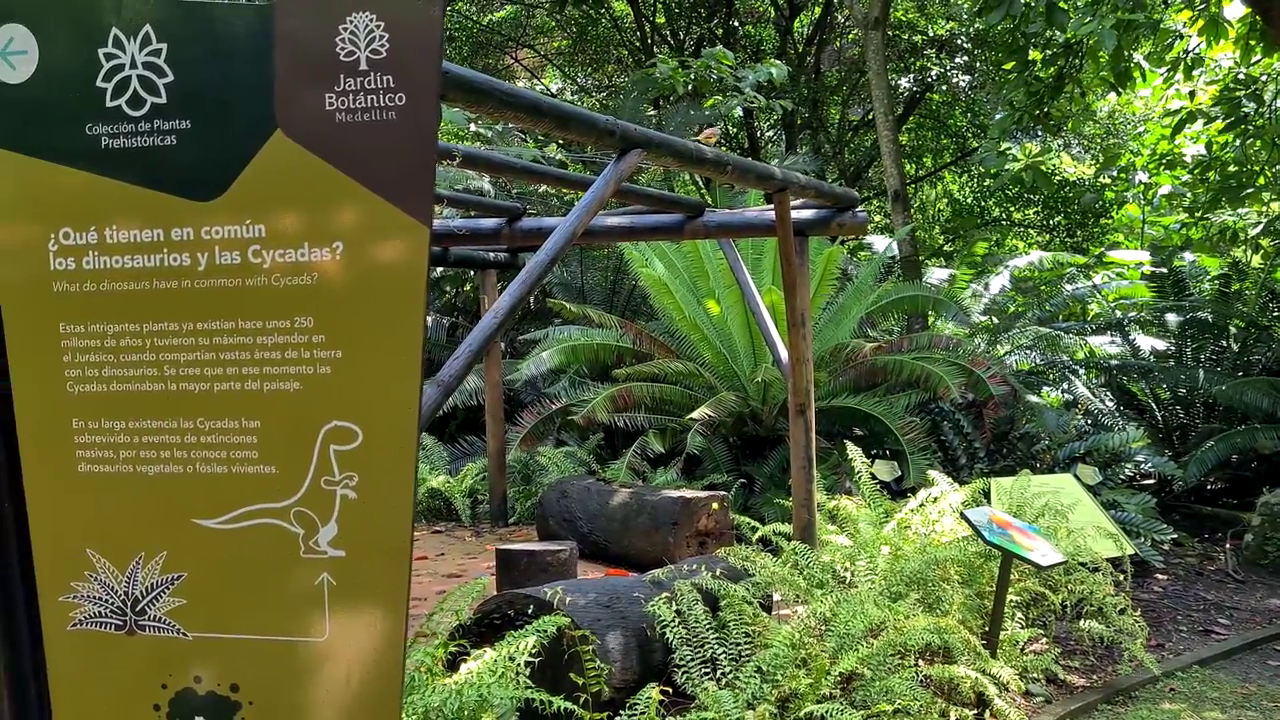 Colección de Plantas
Prehistóricas
Jardín
Botánico
Medellín
¿Qué tienen en común
los dinosaurios y las Cycadas?
What do dinosaurs have in common with Cycads?
Estas intrigantes plantas ya existían hace unos 250
millones de años y tuvieron su máximo esplendor en
el Jurásico, cuando compartían vastas áreas de la tierra
con los dinosaurios. Se cree que en ese momento las
Cycadas dominaban la mayor parte del paisaje.
En su larga existencia las Cycadas han
sobrevivido a eventos de extinciones
masivas, por eso se les conoce como
dinosaurios vegetales o fósiles vivientes.